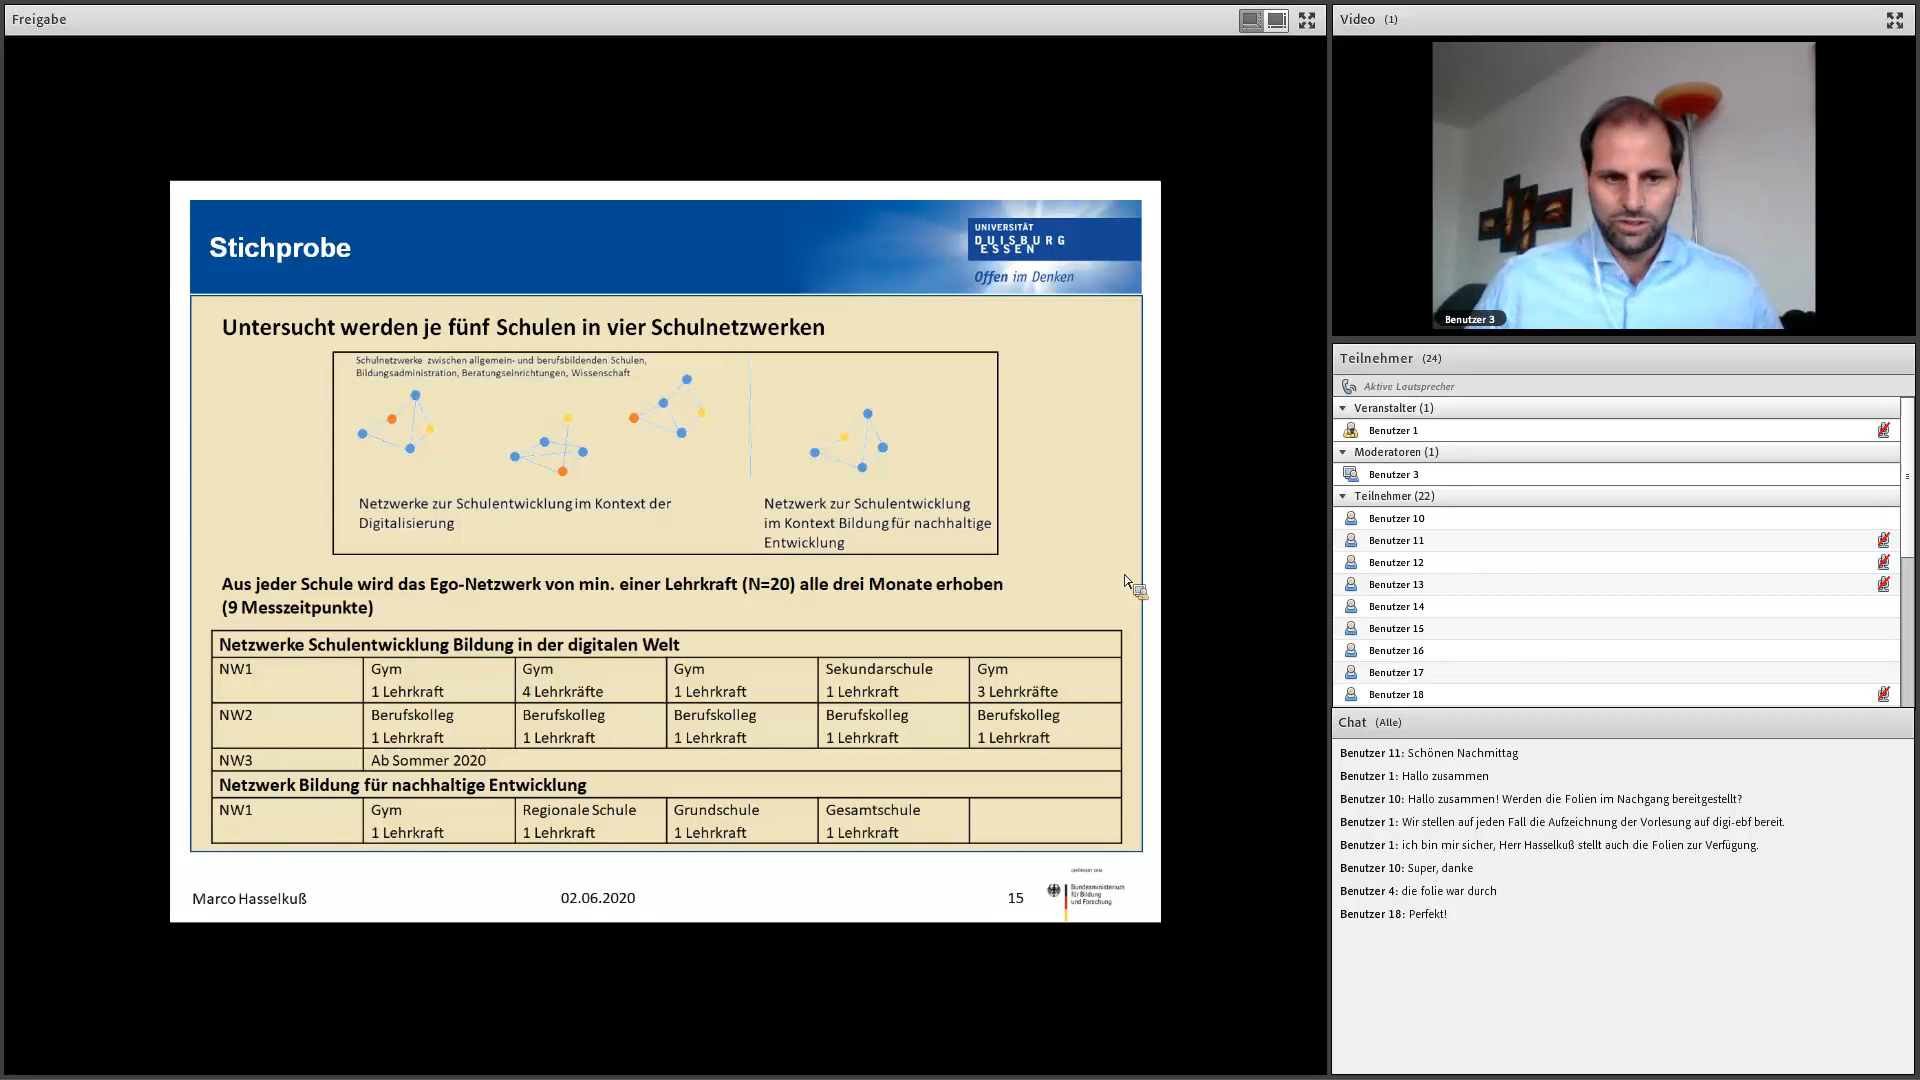 Freigabe
Stichprobe
UNIVERSITÄT
DUISBURG
ESSEN
Offen im Denken
Untersucht werden je fünf Schulen in vier Schulnetzwerken
Schulnetzwerke zwischen allgemein- und berufsbildenden Schulen,
Bildungsadministration, Beratungseinrichtungen, Wissenschaft
Netzwerke zur Schulentwicklung im Kontext der
Digitalisierung
Netzwerk zur Schulentwicklung
im Kontext Bildung für nachhaltige
Entwicklung
Aus jeder Schule wird das Ego-Netzwerk von min. einer Lehrkraft (N=20) alle drei Monate erhoben
(9 Messzeitpunkte)
Netzwerke Schulentwicklung Bildung in der digitalen Welt
NW1 Gym Gym Gym Sekundarschule Gym
1 Lehrkraft 4 Lehrkräfte 1 Lehrkraft 1 Lehrkraft 3 Lehrkräfte
NW2 Berufskolleg Berufskolleg Berufskolleg Berufskolleg Berufskolleg
1 Lehrkraft 1 Lehrkraft 1 Lehrkraft 1 Lehrkraft 1 Lehrkraft
NW3 Ab Sommer 2020
Netzwerk Bildung für nachhaltige Entwicklung
NW1 Gym Regionale Schule Grundschule Gesamtschule
1 Lehrkraft 1 Lehrkraft 1 Lehrkraft 1 Lehrkraft
Marco Hasselkuß 02.06.2020 15
Bundesministerium
für Bildung
und Forschung
Video (1)
Benutzer 3
Teilnehmer (24)
Aktive Lautsprecher
Veranstalter (1)
Benutzer 1
Moderatoren (1)
Benutzer 3
Teilnehmer (22)
Benutzer 10
Benutzer 11
Benutzer 12
Benutzer 13
Benutzer 14
Benutzer 15
Benutzer 16
Benutzer 17
Benutzer 18
Chat (Alle)
Benutzer 11: Schönen Nachmittag
Benutzer 1: Hallo zusammen
Benutzer 10: Hallo zusammen! Werden die Folien im Nachgang bereitgestellt?
Benutzer 1: Wir stellen auf jeden Fall die Aufzeichnung der Vorlesung auf digi-ebf bereit.
Benutzer 1: ich bin mir sicher, Herr Hasselkuß stellt auch die Folien zur Verfügung.
Benutzer 10: Super, danke
Benutzer 4: die folie war durch
Benutzer 18: Perfekt!